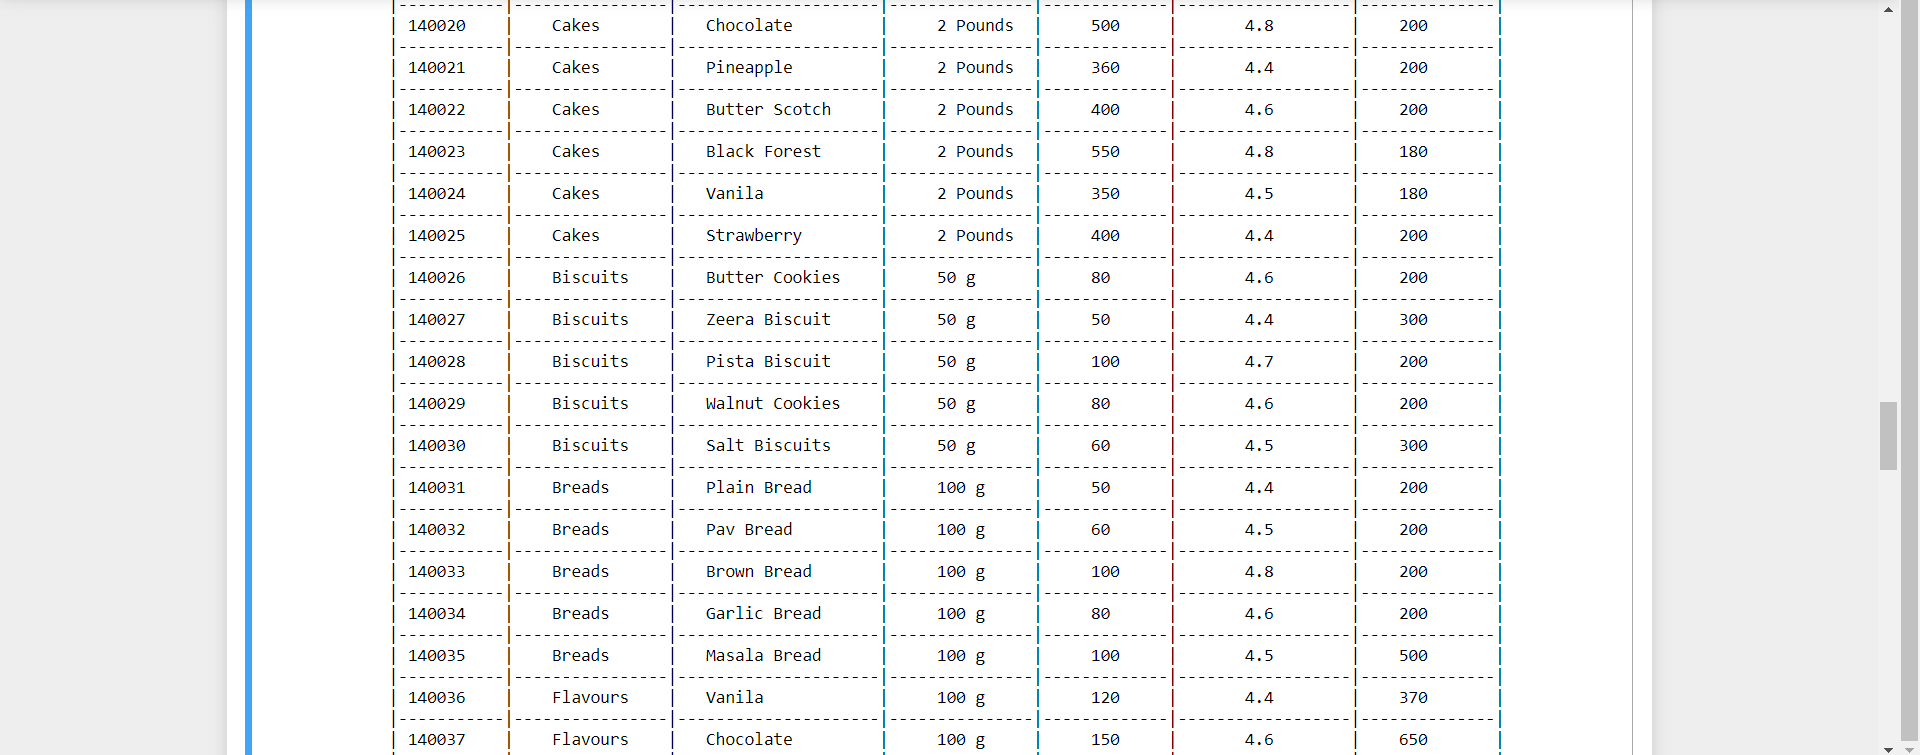 140020 Cakes Chocolate 2 Pounds 500 4.8 200
140021 Cakes Pineapple 2 Pounds 360 4.4 200
140022 Cakes Butter Scotch 2 Pounds 400 4.6 200
140023 Cakes Black Forest 2 Pounds 550 4.8 180
140024 Cakes Vanila 2 Pounds 350 4.5 180
140025 Cakes Strawberry 2 Pounds 400 4.4 200
140026 Biscuits Butter Cookies 50 g 80 4.6 200
140027 Biscuits Zeera Biscuit 50 g 50 4.4 300
140028 Biscuits Pista Biscuit 50 g 100 4.7 200
140029 Biscuits Walnut Cookies 50 g 80 4.6 200
140030 Biscuits Salt Biscuits 50 g 60 4.5 300
140031 Breads Plain Bread 100 g 50 4.4 200
140032 Breads Pav Bread 100 g 60 4.5 200
140033 Breads Brown Bread 100 g 100 4.8 200
140034 Breads Garlic Bread 100 g 80 4.6 200
140035 Breads Masala Bread 100 g 100 4.5 500
140036 Flavours Vanila 100 g 120 4.4 370
140037 Flavours Chocolate 100 g 150 4.6 650